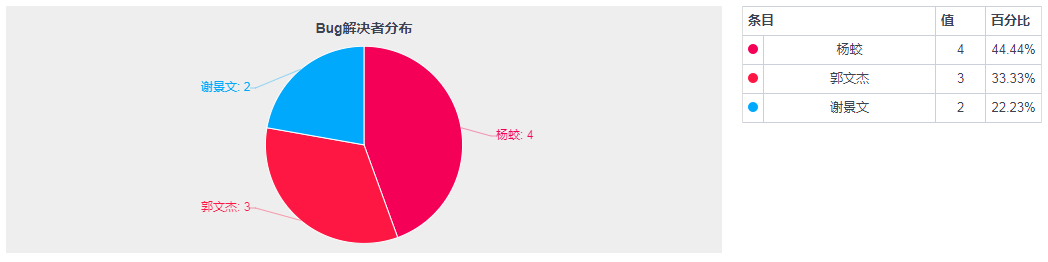 Bug解决者分布
谢景文: 2
杨蛟: 4
郭文杰: 3
条目 值 百分比
杨蛟 4 44.44%
郭文杰 3 33.33%
谢景文 2 22.23%